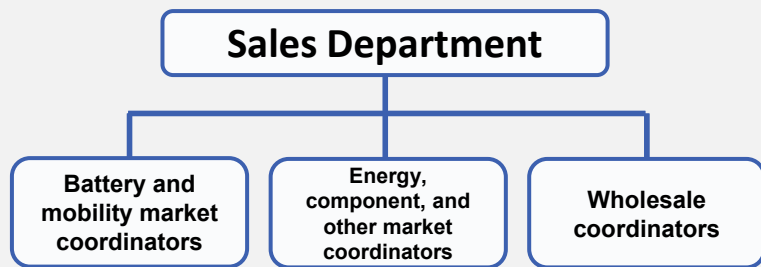 Sales Department
Battery and
mobility market
coordinators
Energy,
component, and
other market
coordinators
Wholesale
coordinators